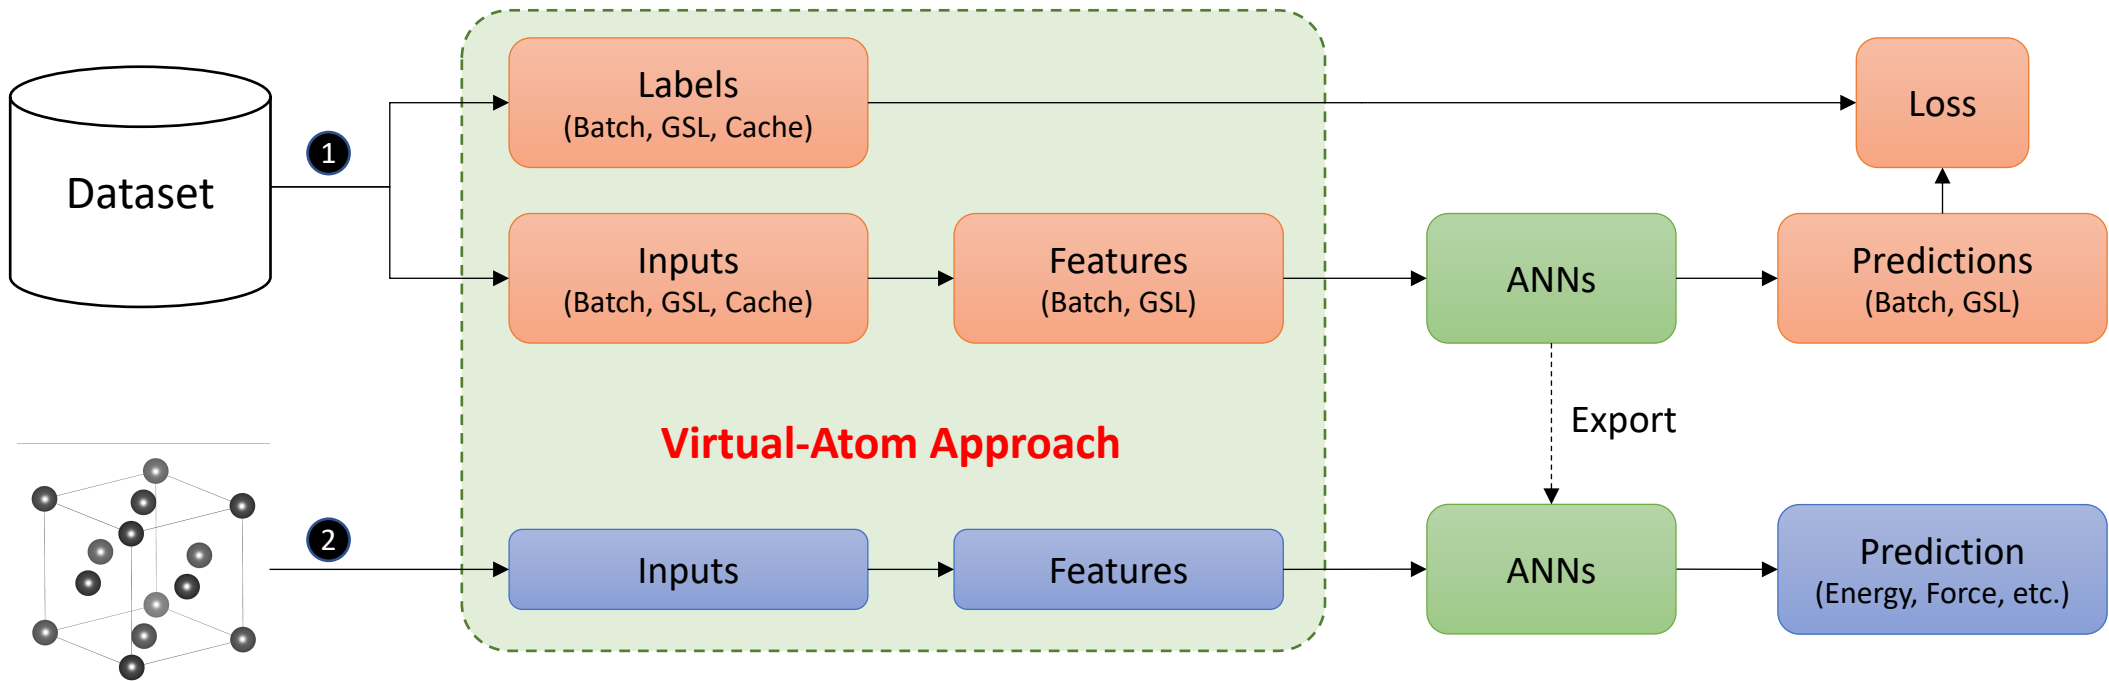 Dataset
1
Labels
(Batch, GSL, Cache)
Loss
Inputs
(Batch, GSL, Cache)
Features
(Batch, GSL)
ANNs
Predictions
(Batch, GSL)
Virtual-Atom Approach
Export
2
Inputs
Features
ANNs
Prediction
(Energy, Force, etc.)